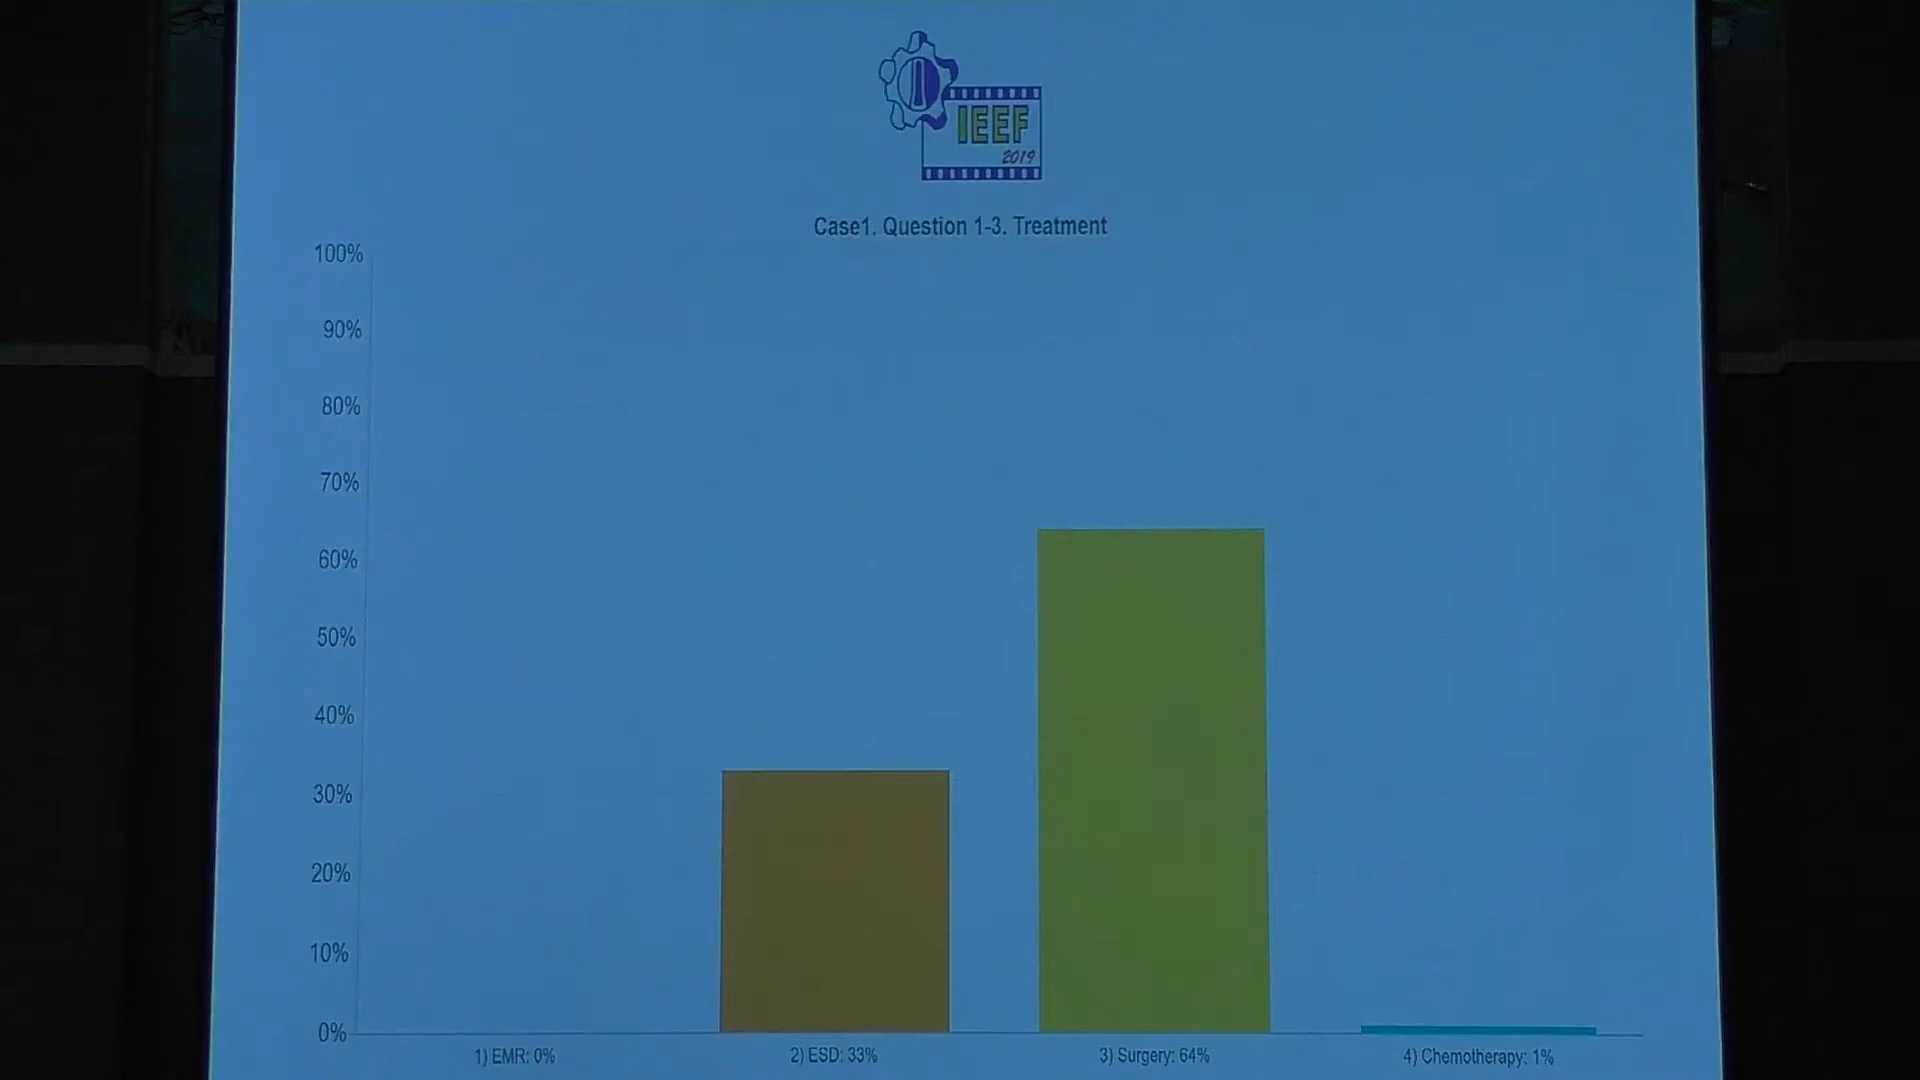 IEEF
2019
Case1. Question 1-3. Treatment
100%
90%
80%
70%
60%
50%
40%
30%
20%
10%
0%
1) EMR: 0%
2) ESD: 33%
3) Surgery: 64%
4) Chemotherapy: 1%